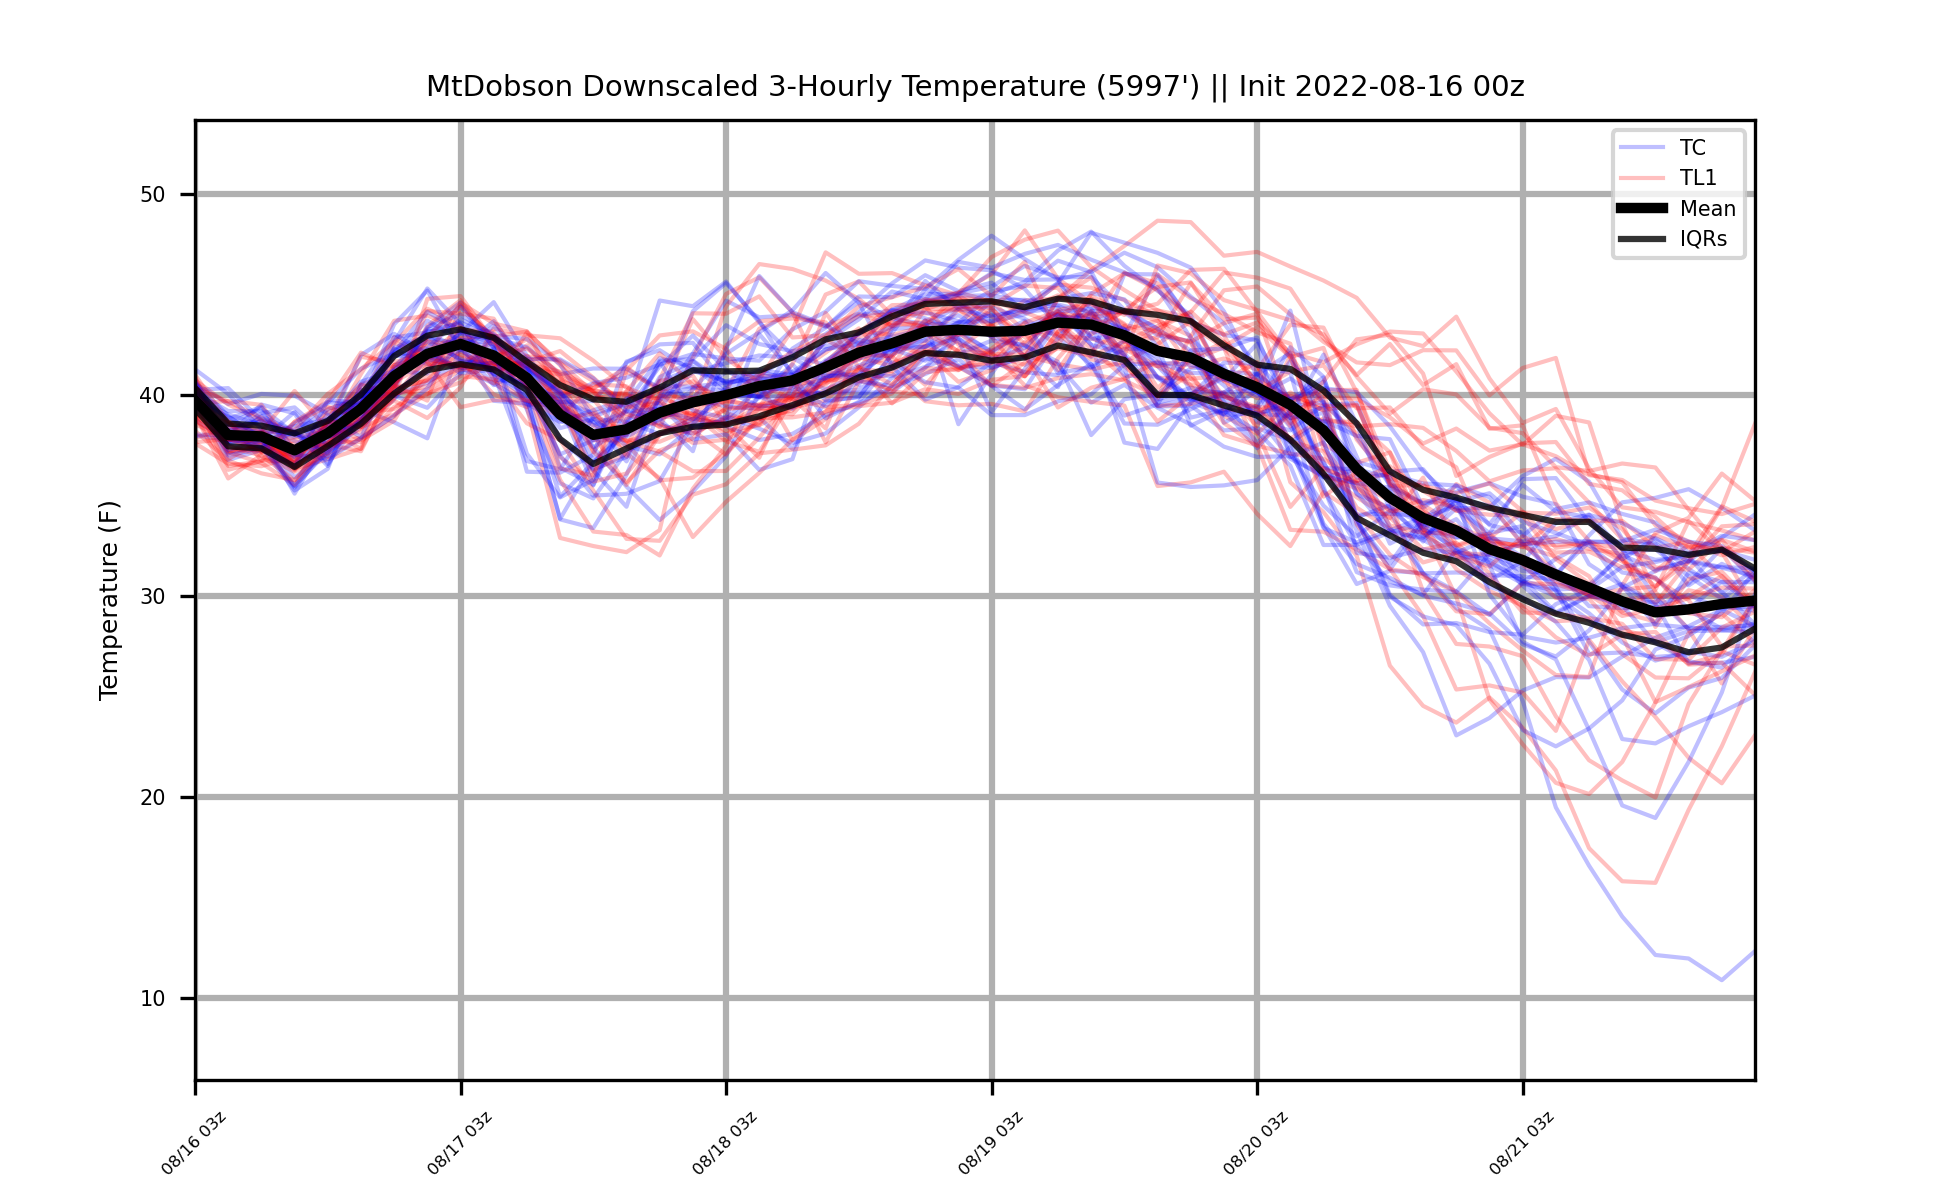 MtDobson Downscaled 3-Hourly Temperature (5997') || Init 2022-08-16 00z
TC
TL1
Mean
IQRs
Temperature (F)
50
40
30
20
10
08/16 03z
08/17 03z
08/18 03z
08/19 03z
08/20 03z
08/21 03z